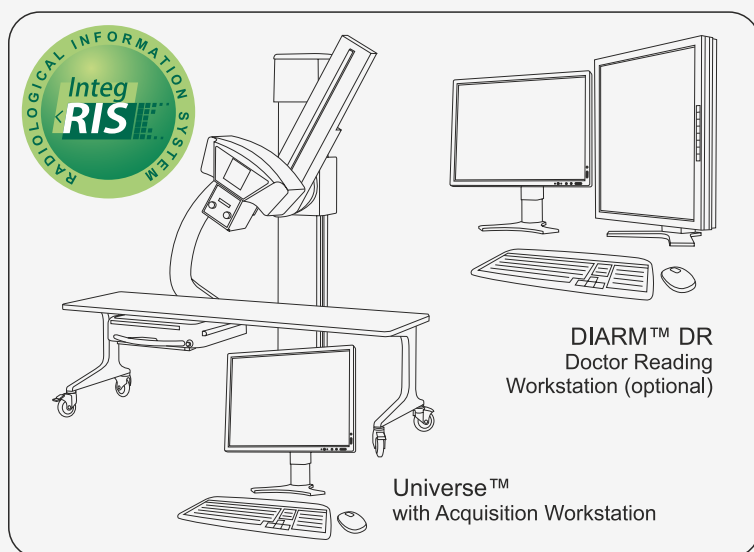 RADIOLOGICAL INFORMATION SYSTEM
Integ
RIS
DIARM™ DR
Doctor Reading
Workstation (optional)
Universe™
with Acquisition Workstation